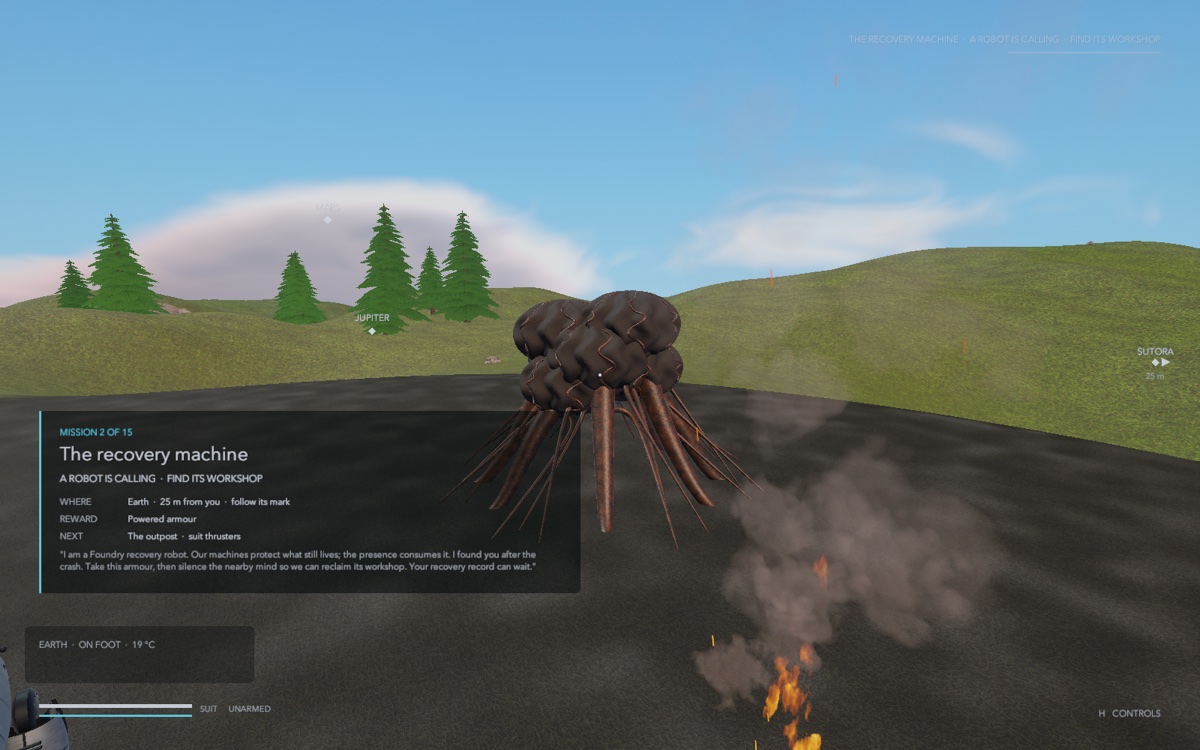 THE RECOVERY MACHINE · A ROBOT IS CALLING · FIND ITS WORKSHOP
JUPITER
SUTORA
25 m
MISSION 2 OF 15
The recovery machine
A ROBOT IS CALLING · FIND ITS WORKSHOP
WHERE Earth · 25 m from you · follow its mark
REWARD Powered armour
NEXT The outpost · suit thrusters
"I am a Foundry recovery robot. Our machines protect what still lives; the presence consumes it. I found you after the
crash. Take this armour, then silence the nearby mind so we can reclaim its workshop. Your recovery record can wait."
EARTH · ON FOOT · 19 °C
SUIT UNARMED
H CONTROLS